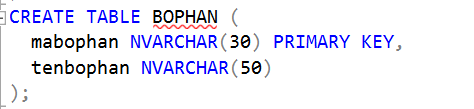 CREATE TABLE BOPHAN (
mabophan NVARCHAR(30) PRIMARY KEY,
tenbophan NVARCHAR(50)
);